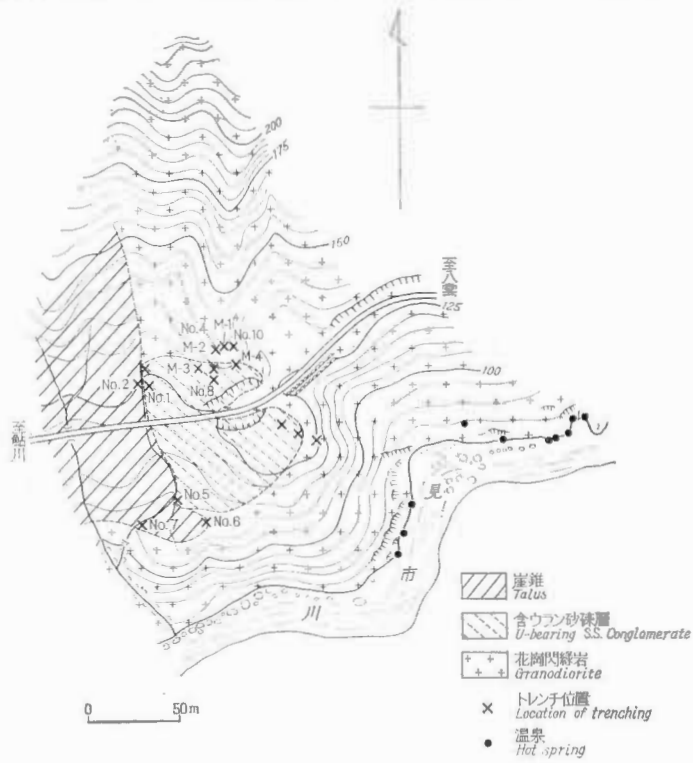 200
175
150
至八雲
125
100
No.4
M-1
No.10
M-2
M-4
M-3
No.8
No.2
No.1
至鮎川
No.5
No.7
No.6
見
市
川
崖錐
Talus
含ウラン砂礫層
U-bearing S.S. Conglomerate
花崗閃緑岩
Granodiorite
トレンチ位置
Location of trenching
温泉
Hot spring
0 50m